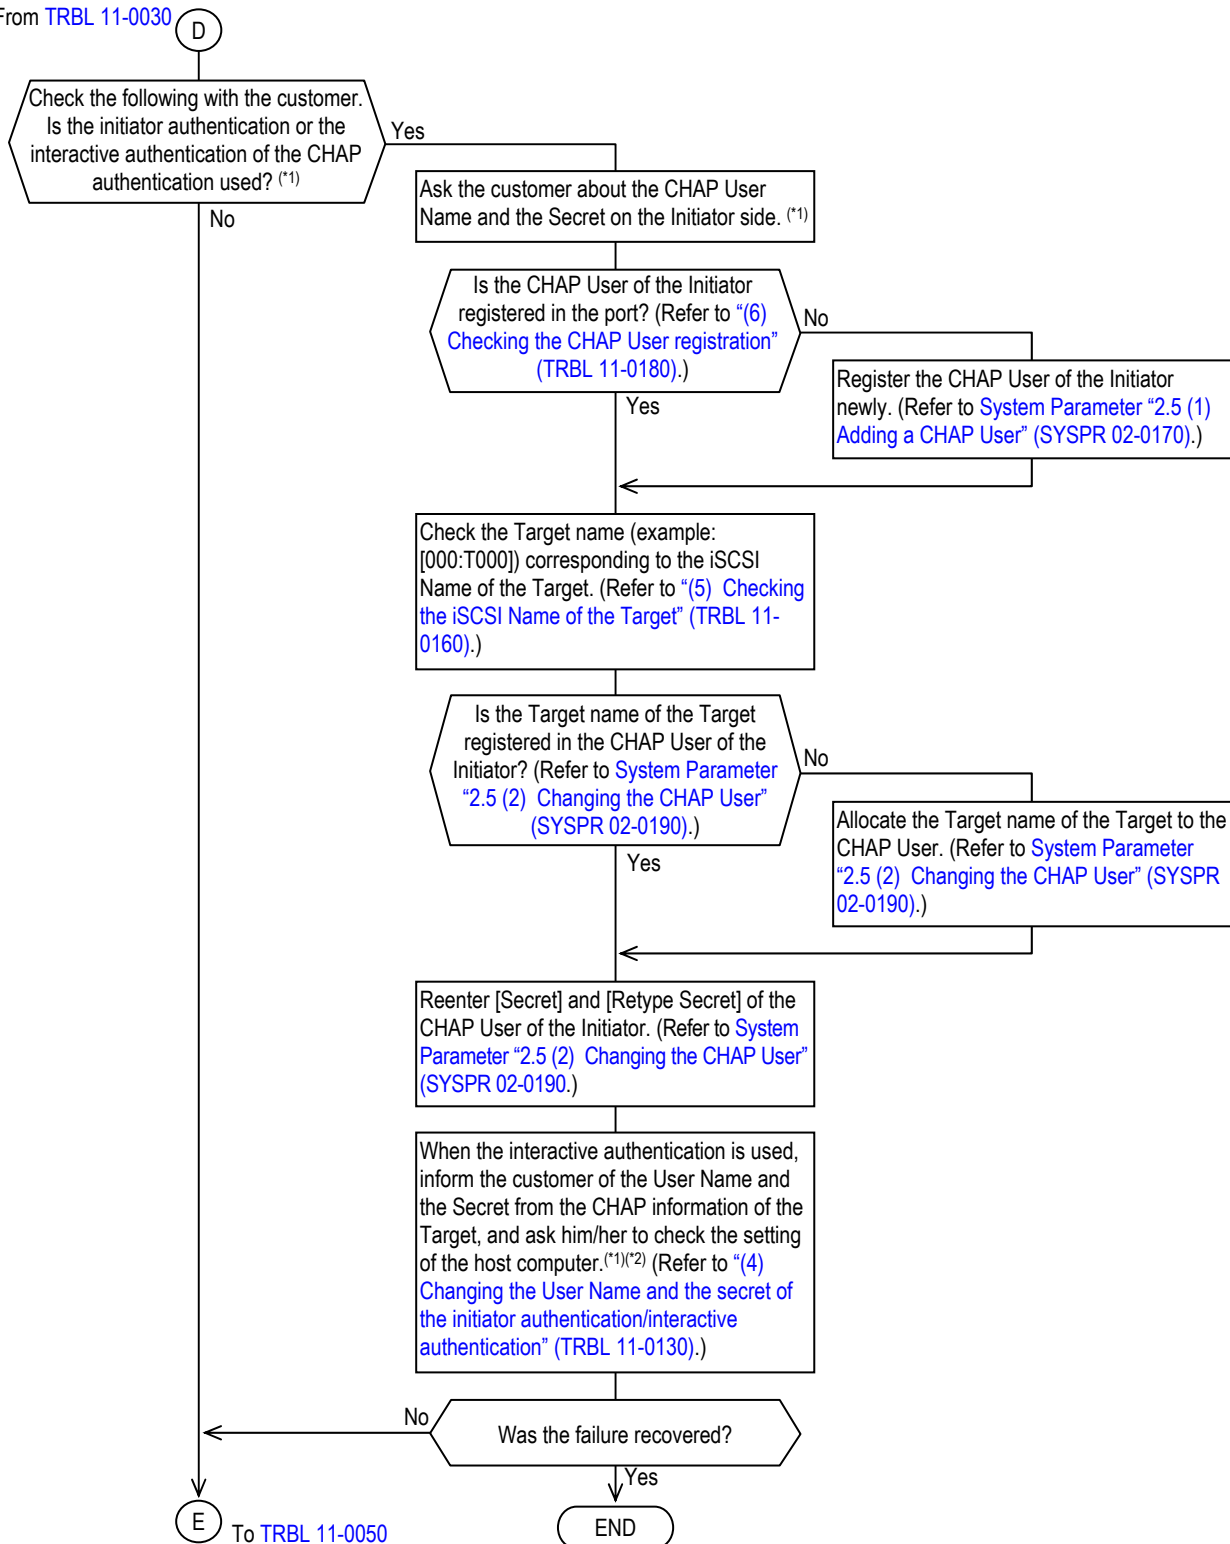 From TRBL 11-0030
D
Check the following with the customer.
Is the initiator authentication or the
interactive authentication of the CHAP
authentication used? (*1)
Yes
No
Ask the customer about the CHAP User
Name and the Secret on the Initiator side. (*1)
Is the CHAP User of the Initiator
registered in the port? (Refer to “(6)
Checking the CHAP User registration”
(TRBL 11-0180).)
No
Yes
Register the CHAP User of the Initiator
newly. (Refer to System Parameter “2.5 (1)
Adding a CHAP User” (SYSPR 02-0170).)
Check the Target name (example:
[000:T000]) corresponding to the iSCSI
Name of the Target. (Refer to “(5) Checking
the iSCSI Name of the Target” (TRBL 11-
0160).)
Is the Target name of the Target
registered in the CHAP User of the
Initiator? (Refer to System Parameter
“2.5 (2) Changing the CHAP User”
(SYSPR 02-0190).)
No
Yes
Allocate the Target name of the Target to the
CHAP User. (Refer to System Parameter
“2.5 (2) Changing the CHAP User” (SYSPR
02-0190).)
Reenter [Secret] and [Retype Secret] of the
CHAP User of the Initiator. (Refer to System
Parameter “2.5 (2) Changing the CHAP User”
(SYSPR 02-0190.)
When the interactive authentication is used,
inform the customer of the User Name and
the Secret from the CHAP information of the
Target, and ask him/her to check the setting
of the host computer.(*1)(*2) (Refer to “(4)
Changing the User Name and the secret of
the initiator authentication/interactive
authentication” (TRBL 11-0130).)
No
Was the failure recovered?
Yes
E
To TRBL 11-0050
END